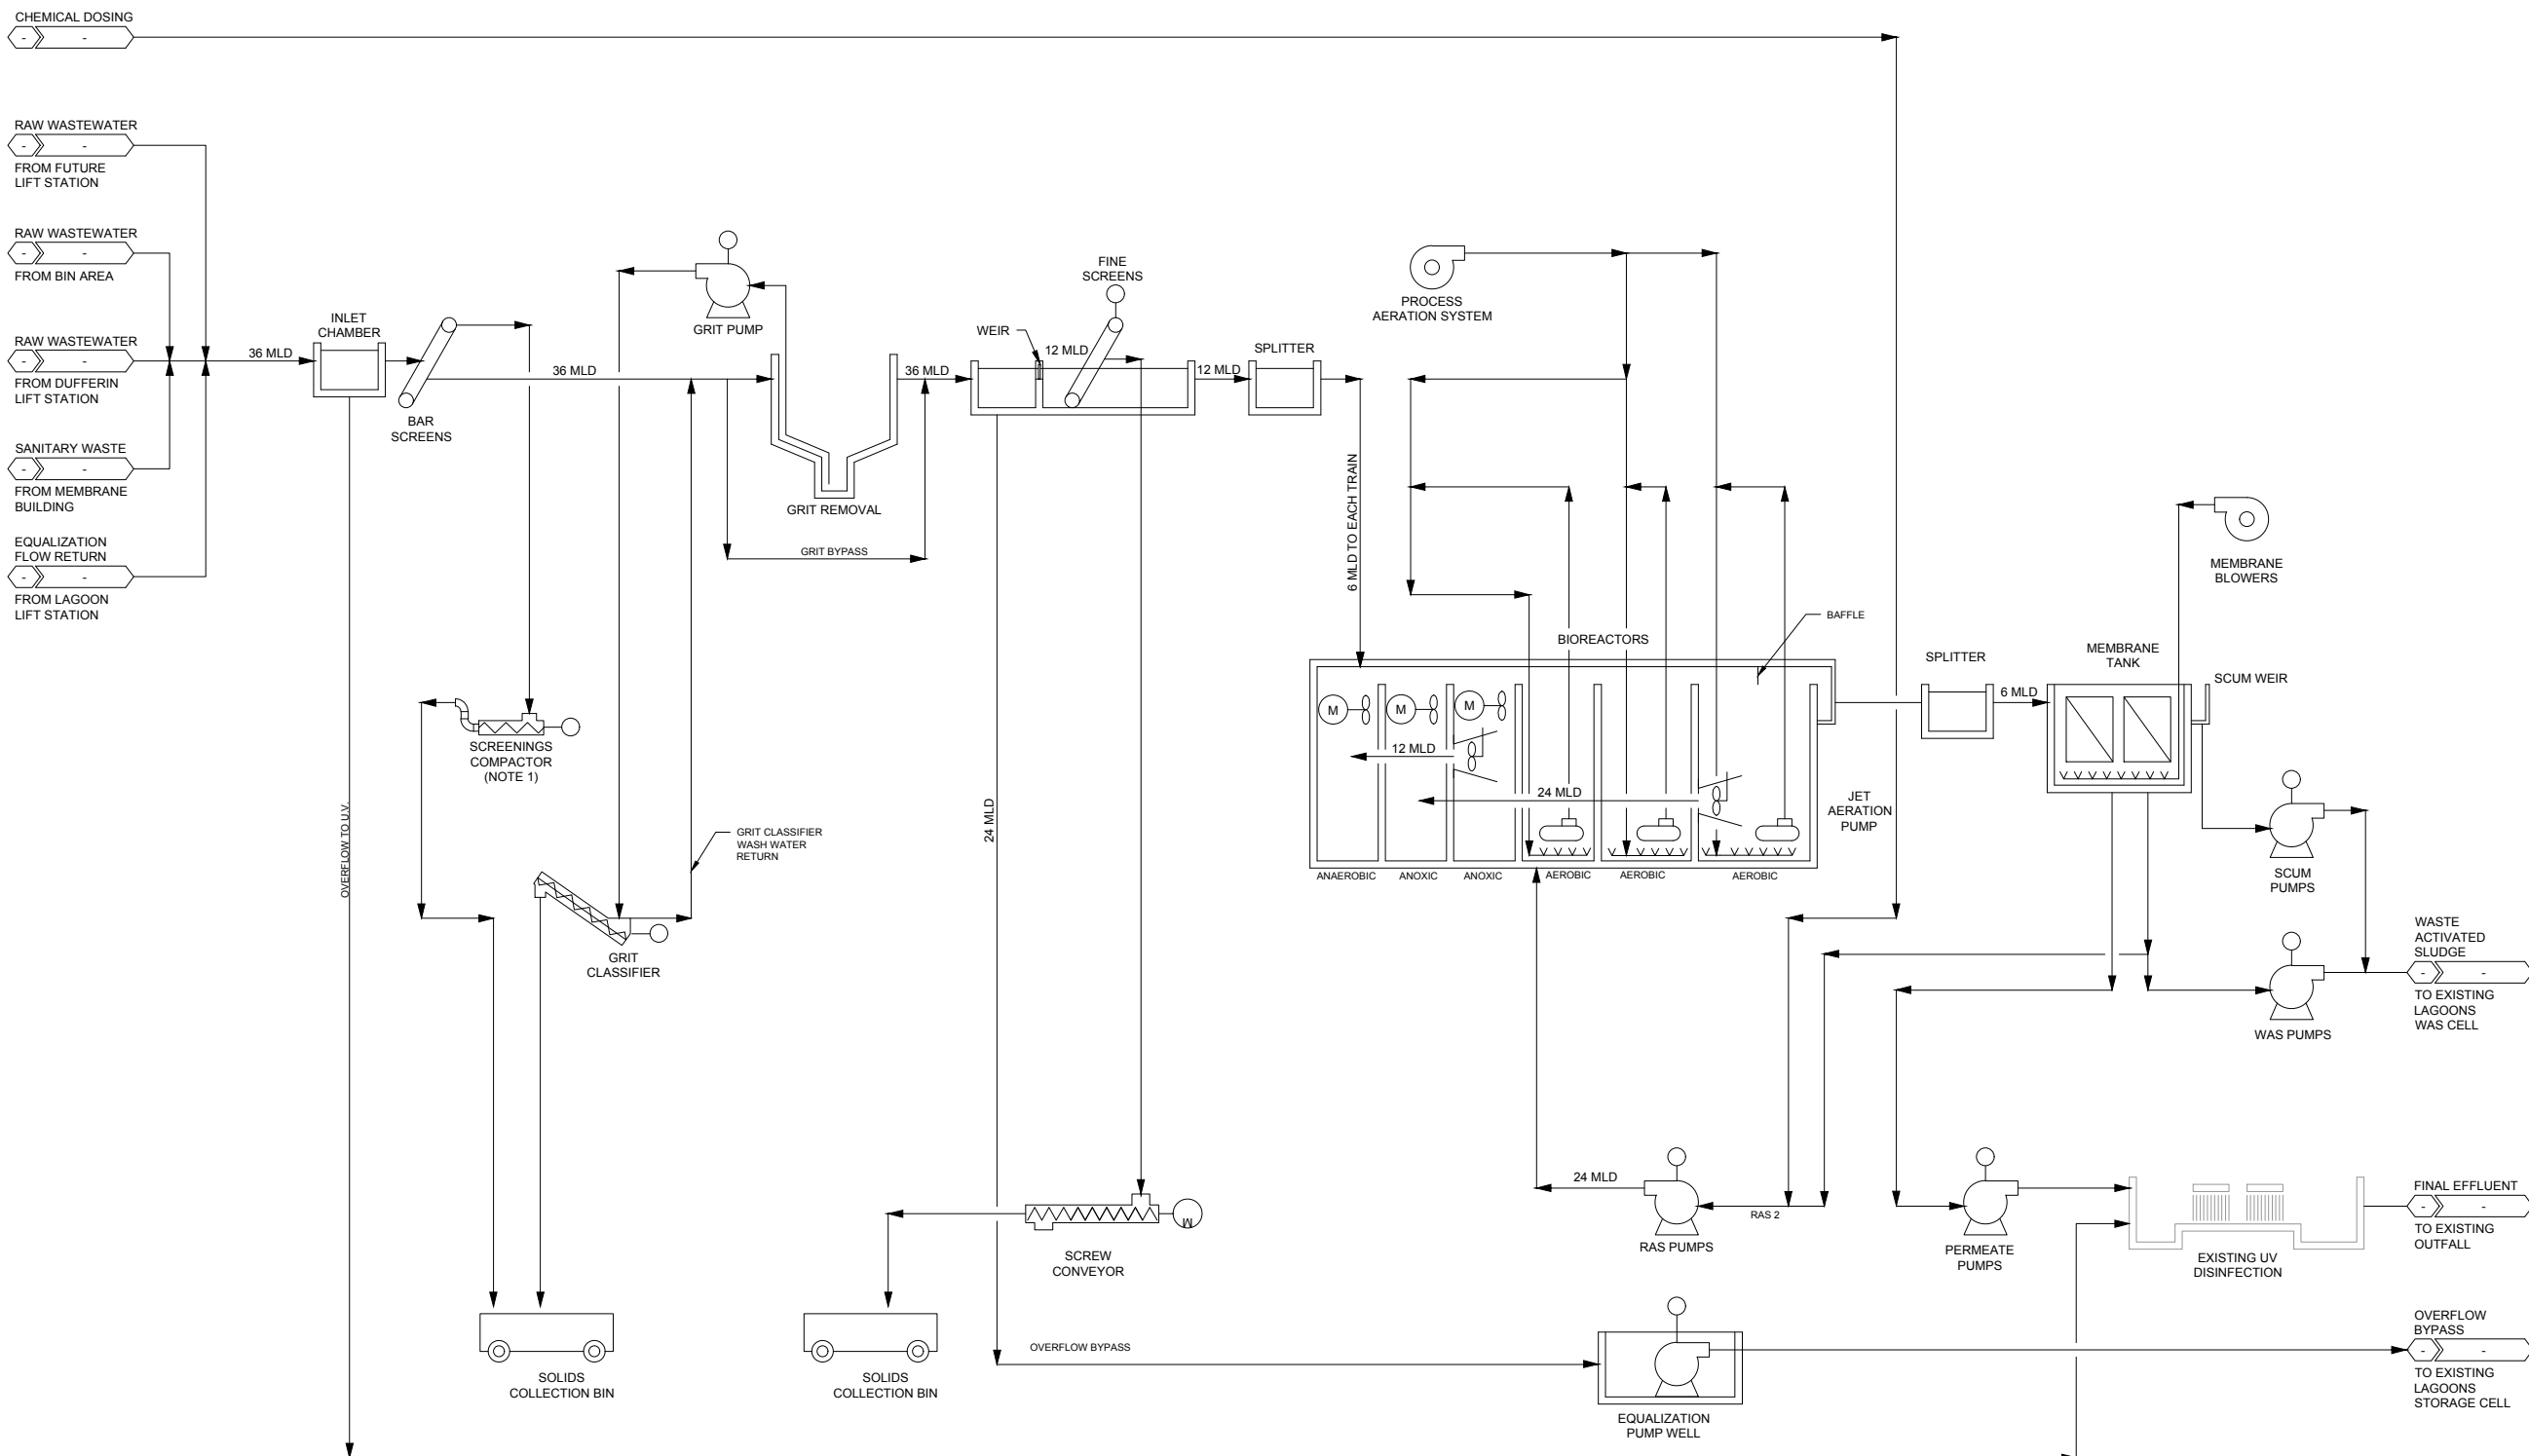 CHEMICAL DOSING
- -
RAW WASTEWATER
- -
FROM FUTURE
LIFT STATION
RAW WASTEWATER
- -
FROM BIN AREA
RAW WASTEWATER
- -
FROM DUFFERIN
LIFT STATION
SANITARY WASTE
- -
FROM MEMBRANE
BUILDING
EQUALIZATION
FLOW RETURN
- -
FROM LAGOON
LIFT STATION
36 MLD
INLET
CHAMBER
OVERFLOW TO U.V.
BAR
SCREENS
36 MLD
GRIT PUMP
GRIT REMOVAL
GRIT BYPASS
36 MLD
SCREENINGS
COMPACTOR
(NOTE 1)
GRIT CLASSIFIER
WASH WATER
RETURN
GRIT
CLASSIFIER
SOLIDS
COLLECTION BIN
WEIR
FINE
SCREENS
12 MLD
12 MLD
24 MLD
SPLITTER
6 MLD TO EACH TRAIN
SCREW
CONVEYOR
M
SOLIDS
COLLECTION BIN
OVERFLOW BYPASS
PROCESS
AERATION SYSTEM
BIOREACTORS
BAFFLE
M
M
M
12 MLD
24 MLD
ANAEROBIC
ANOXIC
ANOXIC
AEROBIC
AEROBIC
AEROBIC
JET
AERATION
PUMP
SPLITTER
6 MLD
MEMBRANE
TANK
MEMBRANE
BLOWERS
SCUM WEIR
SCUM
PUMPS
WAS PUMPS
WASTE
ACTIVATED
SLUDGE
- -
TO EXISTING
LAGOONS
WAS CELL
24 MLD
RAS PUMPS
RAS 2
PERMEATE
PUMPS
EXISTING UV
DISINFECTION
FINAL EFFLUENT
- -
TO EXISTING
OUTFALL
EQUALIZATION
PUMP WELL
OVERFLOW
BYPASS
- -
TO EXISTING
LAGOONS
STORAGE CELL